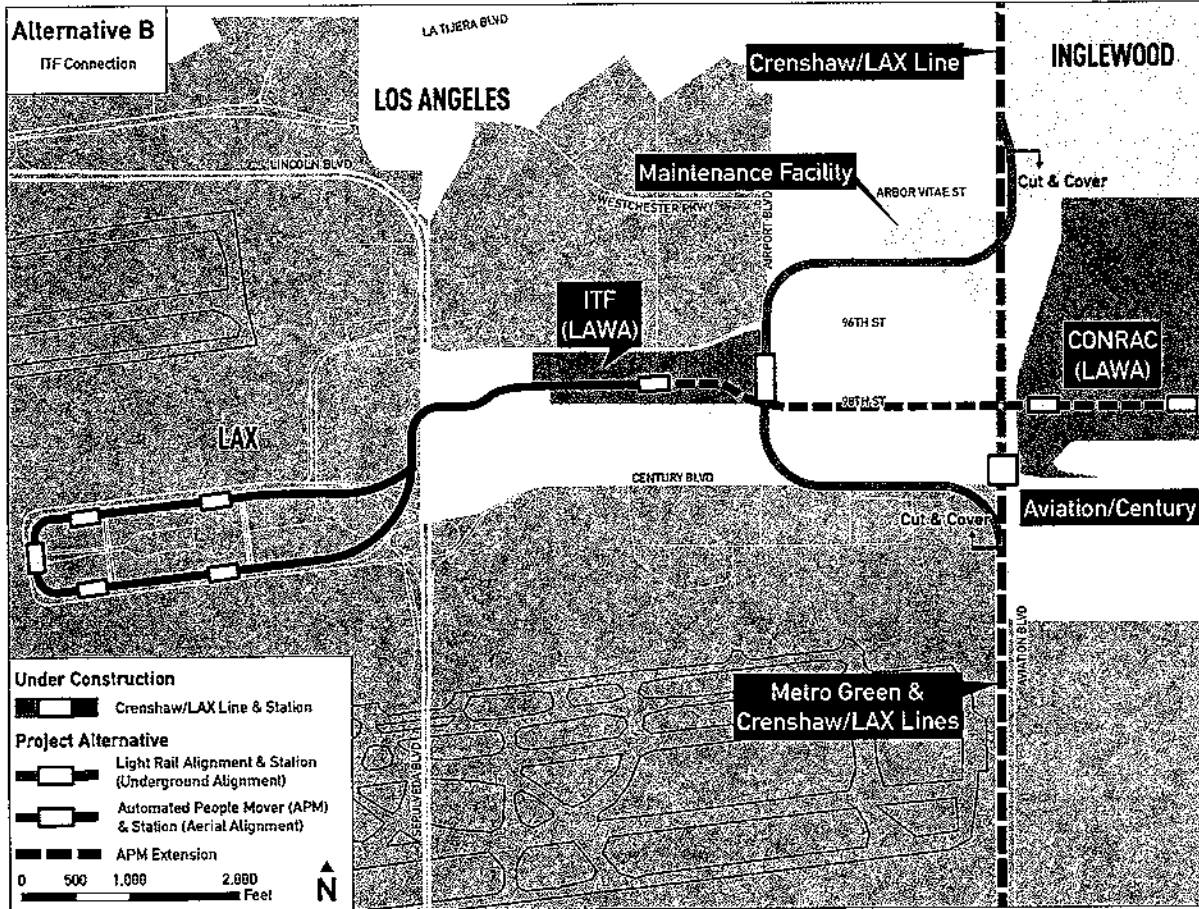 Alternative B
ITF Connection
LA TIJERA BLVD
Crenshaw/LAX Line
INGLEWOOD
LOS ANGELES
LINCOLN BLVD
Maintenance Facility
WESTCHESTER PKWY
AIRPORT BLVD
ARBOR VITAE ST
Cut & Cover
ITF
(LAWA)
96TH ST
CONRAC
(LAWA)
98TH ST
LAX
CENTURY BLVD
Cut & Cover
Aviation/Century
AVIATION BLVD
Metro Green &
Crenshaw/LAX Lines
SEPULVEDA BLVD
Under Construction
Crenshaw/LAX Line & Station
Project Alternative
Light Rail Alignment & Station
(Underground Alignment)
Automated People Mover (APM)
& Station (Aerial Alignment)
APM Extension
0 500 1.000 2.000
Feet
N